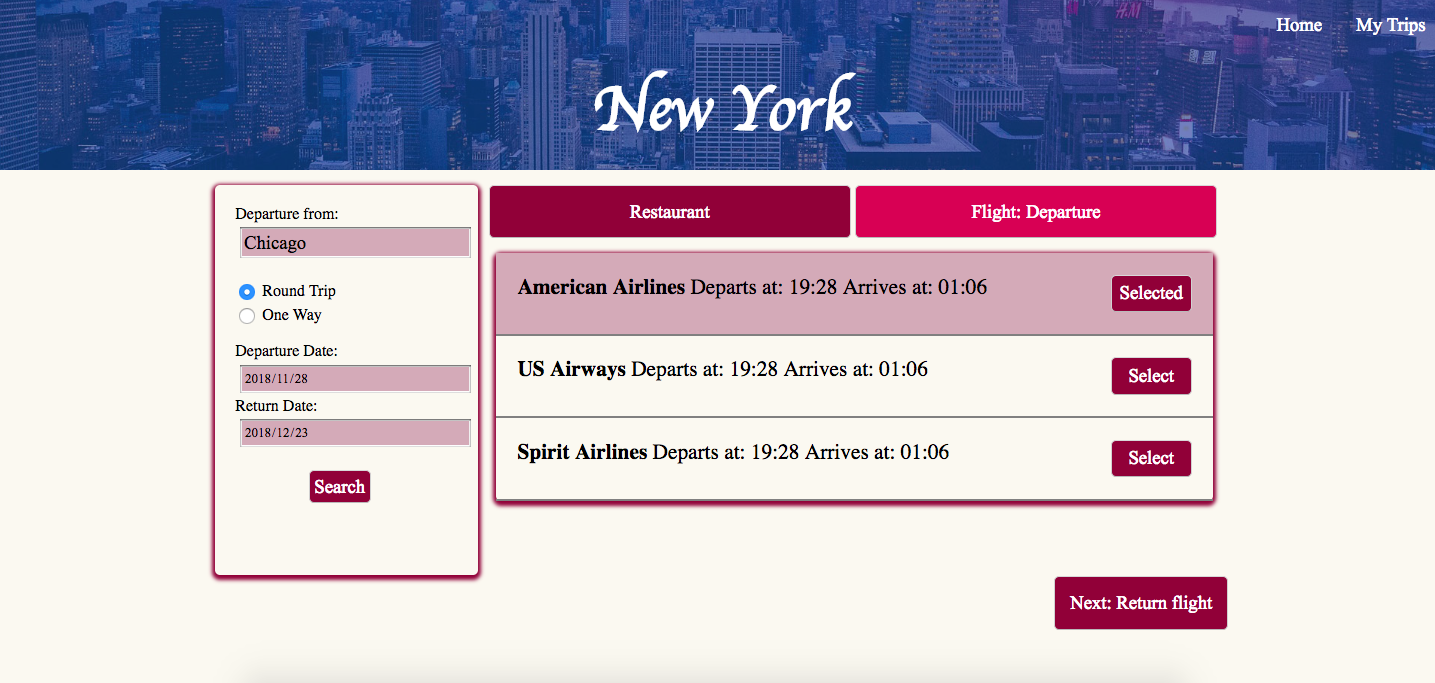 H&M
Home My Trips
New York
Departure from:
Chicago
Round Trip
One Way
Departure Date:
2018/11/28
Return Date:
2018/12/23
Search
Restaurant Flight: Departure
American Airlines Departs at: 19:28 Arrives at: 01:06 Selected
US Airways Departs at: 19:28 Arrives at: 01:06 Select
Spirit Airlines Departs at: 19:28 Arrives at: 01:06 Select
Next: Return flight